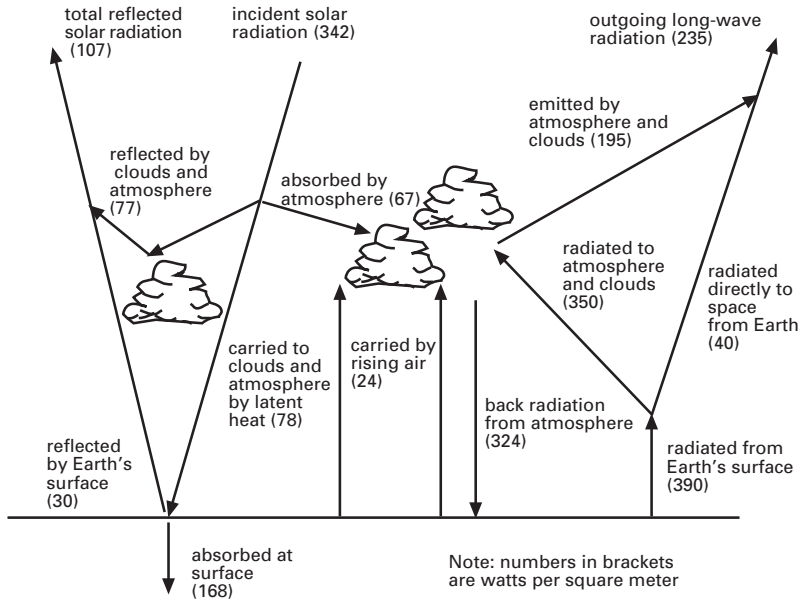 total reflected
solar radiation
(107)
incident solar
radiation (342)
outgoing long-wave
radiation (235)
emitted by
atmosphere and
clouds (195)
reflected by
clouds and
atmosphere
(77)
absorbed by
atmosphere (67)
radiated to
atmosphere
and clouds
(350)
radiated
directly to
space
from Earth
(40)
carried to
clouds and
atmosphere
by latent
heat (78)
carried by
rising air
(24)
back radiation
from atmosphere
(324)
reflected
by Earth's
surface
(30)
radiated from
Earth's surface
(390)
absorbed at
surface
(168)
Note: numbers in brackets
are watts per square meter